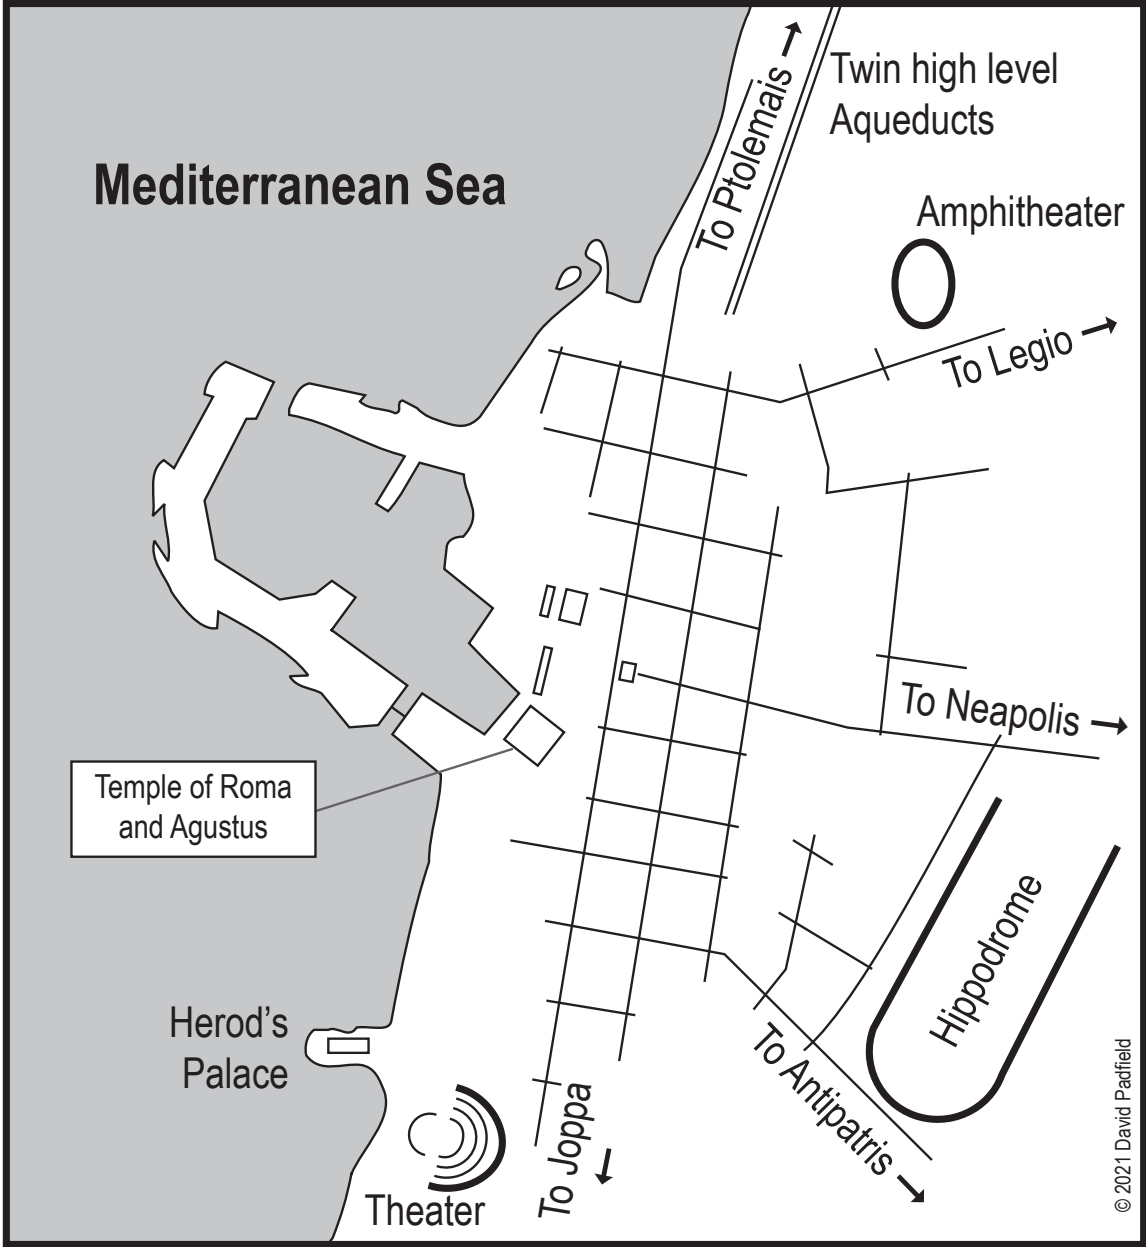 Twin high level
Aqueducts
To Ptolemais
Mediterranean Sea
Amphitheater
To Legio
To Neapolis
Temple of Roma
and Agustus
Hippodrome
Herod's
Palace
To Antipatris
To Joppa
Theater
© 2021 David Padfield